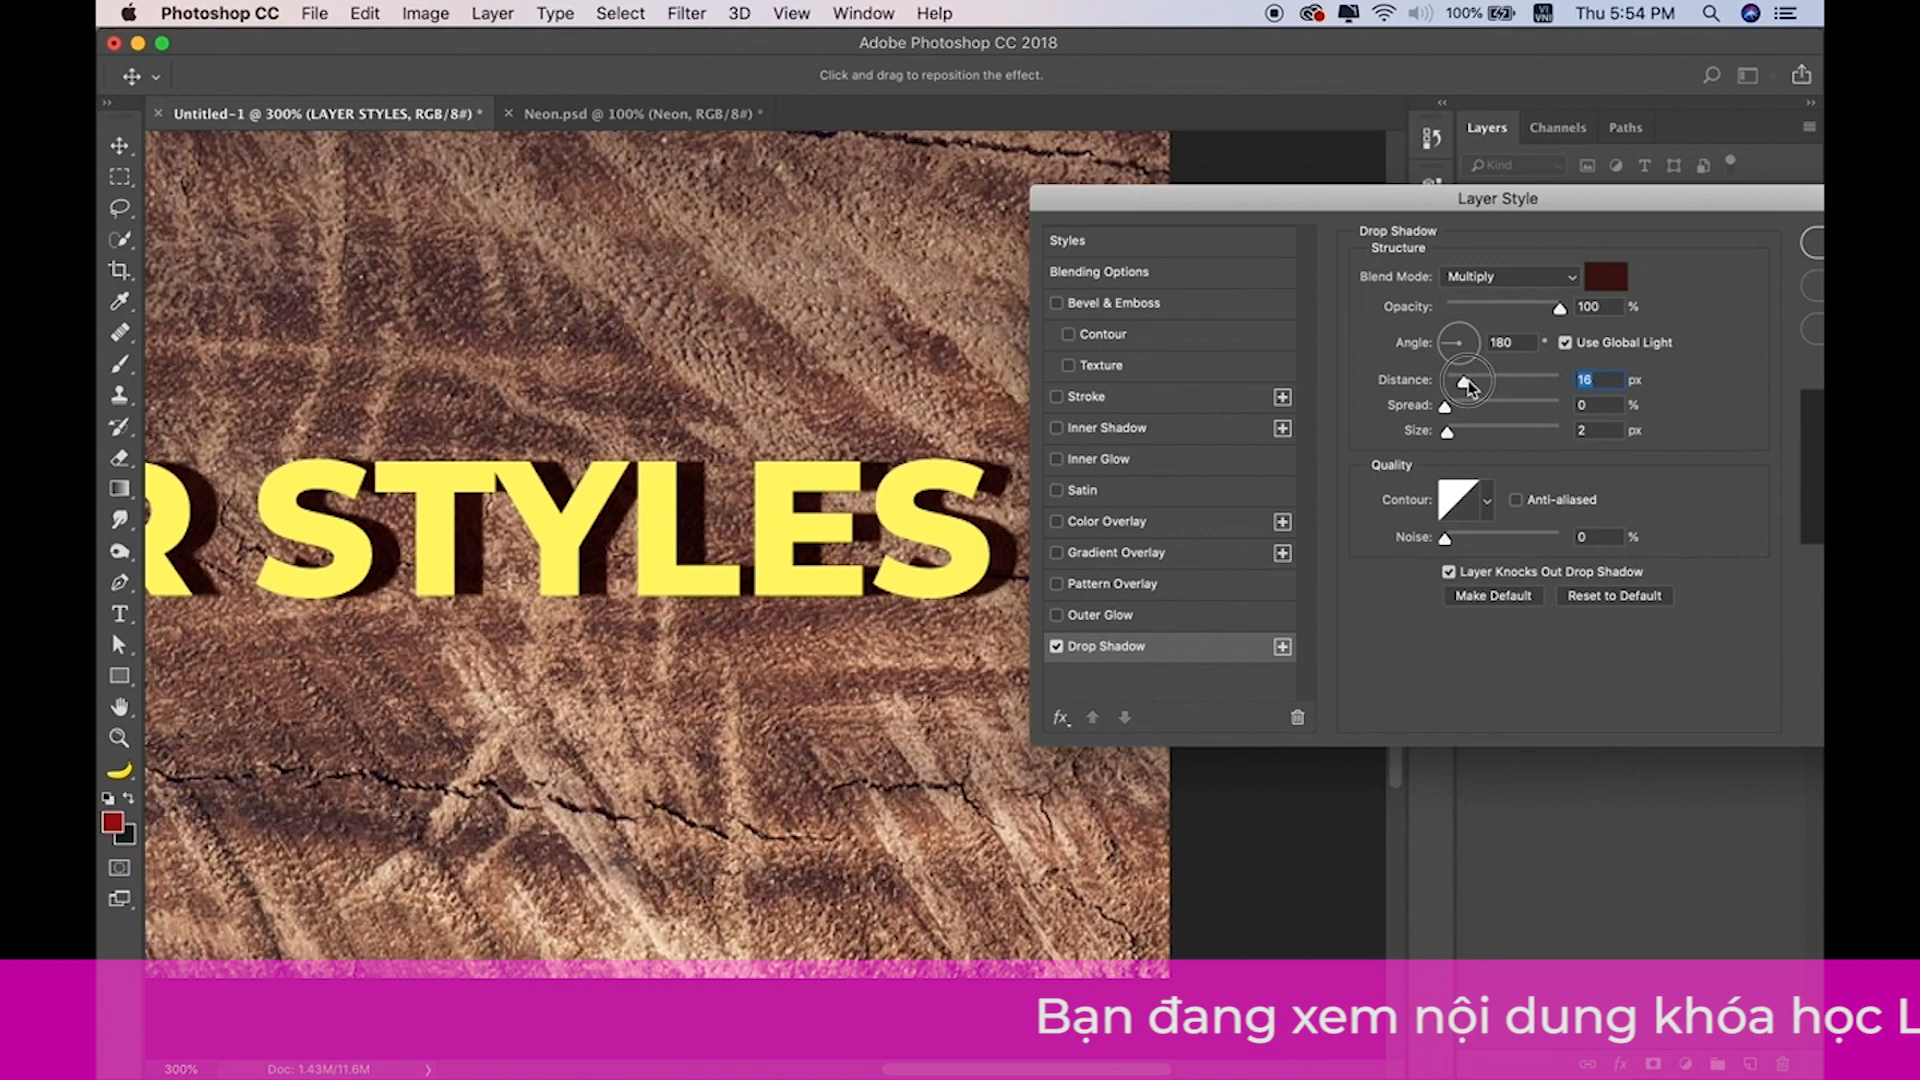 Photoshop CC File Edit Image Layer Type Select Filter 3D View Window Help 100% VI VNI Thu 5:54 PM
Adobe Photoshop CC 2018
Click and drag to reposition the effect.
Untitled-1 @ 300% (LAYER STYLES, RGB/8#) * Neon.psd @ 100% (Neon, RGB/8#) *
Layers Channels Paths
Kind
Layer Style
Styles
Blending Options
Bevel & Emboss
Contour
Texture
Stroke
Inner Shadow
Inner Glow
Satin
Color Overlay
Gradient Overlay
Pattern Overlay
Outer Glow
Drop Shadow
fx
Drop Shadow
Structure
Blend Mode: Multiply
Opacity: 100 %
Angle: 180 ° Use Global Light
Distance: 16 px
Spread: 0 %
Size: 2 px
Quality
Contour: Anti-aliased
Noise: 0 %
Layer Knocks Out Drop Shadow
Make Default Reset to Default
R STYLES
Bạn đang xem nội dung khóa học L
300% Doc: 1.43M/11.6M
fx